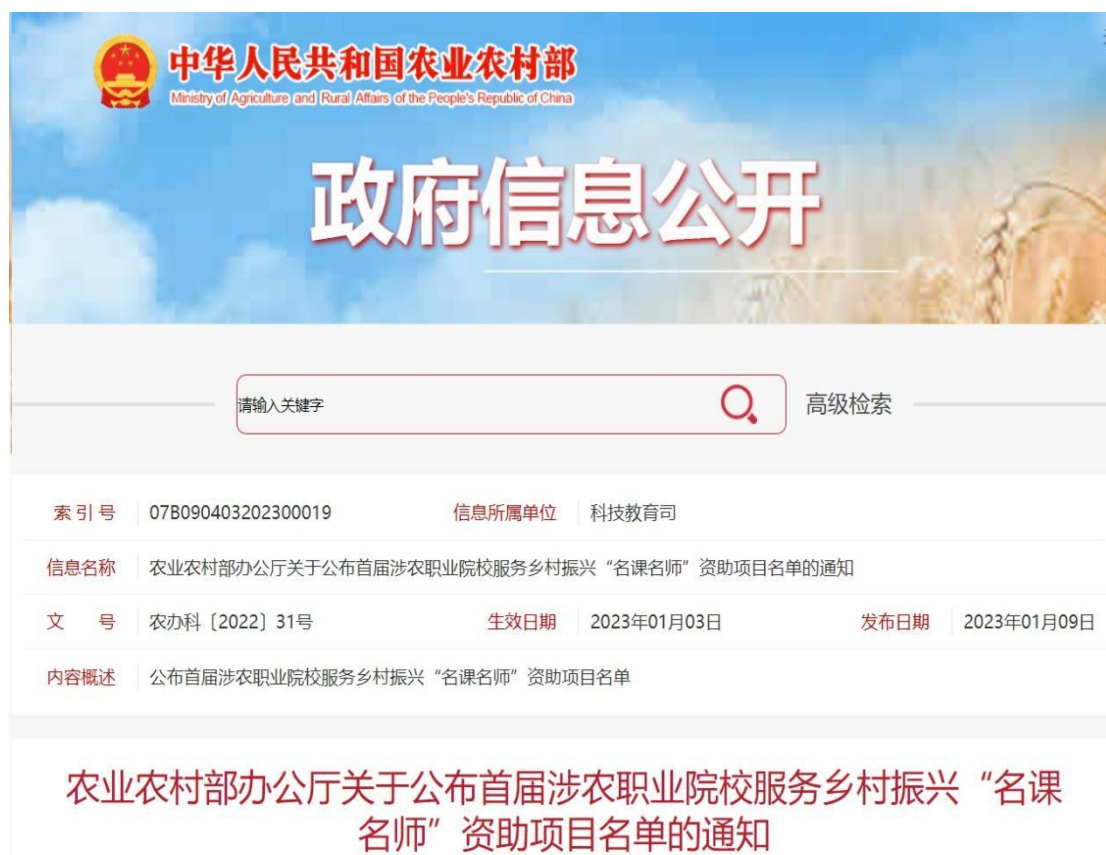 中华人民共和国农业农村部
Ministry of Agriculture and Rural Affairs of the People's Republic of China
政府信息公开
请输入关键字 高级检索
索引号 07B090403202300019 信息所属单位 科技教育司
信息名称 农业农村部办公厅关于公布首届涉农职业院校服务乡村振兴“名课名师”资助项目名单的通知
文 号 农办科〔2022〕31号 生效日期 2023年01月03日 发布日期 2023年01月09日
内容概述 公布首届涉农职业院校服务乡村振兴“名课名师”资助项目名单
农业农村部办公厅关于公布首届涉农职业院校服务乡村振兴“名课
名师”资助项目名单的通知